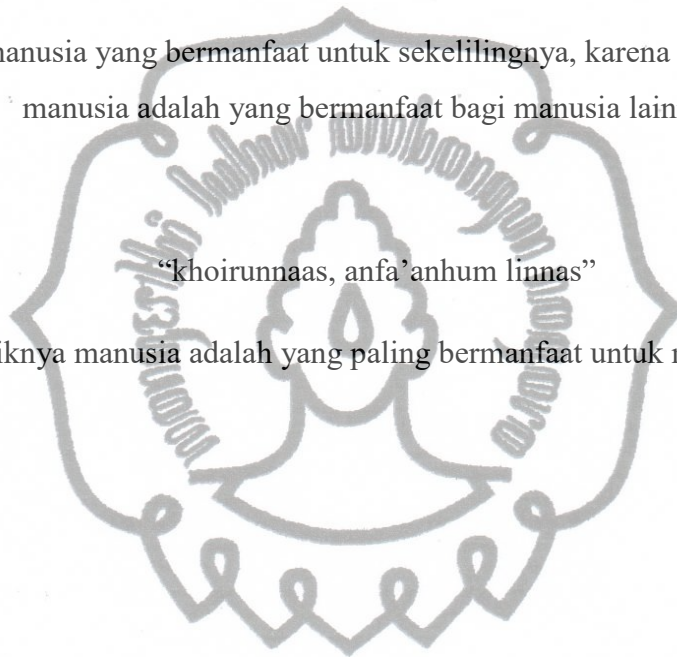 manusia yang bermanfaat untuk sekelilingnya, karena
manusia adalah yang bermanfaat bagi manusia lain
“khoirunnaas, anfa’anhum linnas”
iknya manusia adalah yang paling bermanfaat untuk